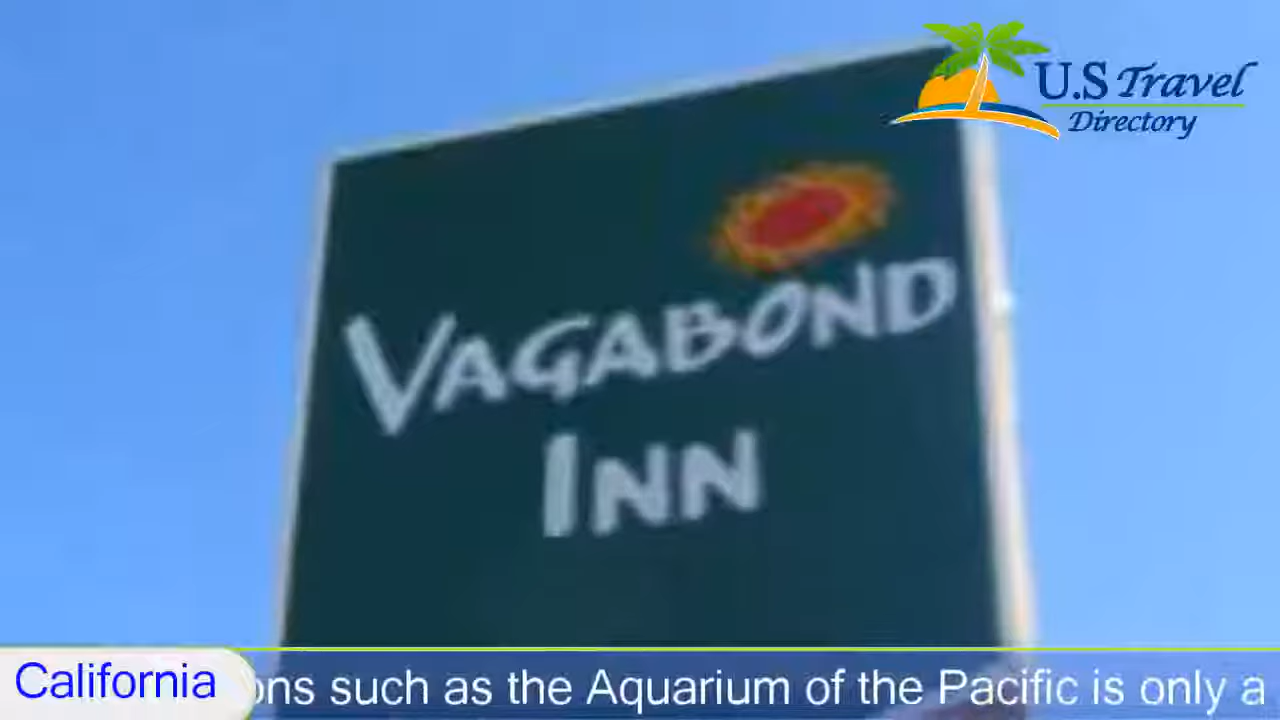 U.S Travel
Directory
VAGABOND
INN
California
ons such as the Aquarium of the Pacific is only a